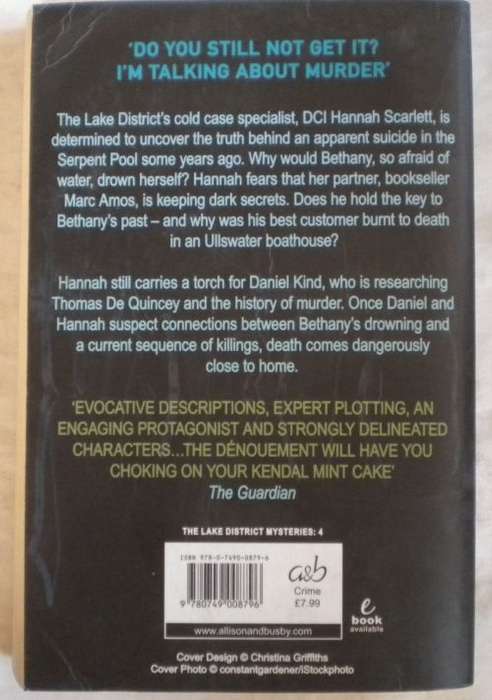 'DO YOU STILL NOT GET IT?
I'M TALKING ABOUT MURDER'
The Lake District's cold case specialist, DCI Hannah Scarlett, is
determined to uncover the truth behind an apparent suicide in the
Serpent Pool some years ago. Why would Bethany, so afraid of
water, drown herself? Hannah fears that her partner, bookseller
Marc Amos, is keeping dark secrets. Does he hold the key to
Bethany's past – and why was his best customer burnt to death
in an Ullswater boathouse?
Hannah still carries a torch for Daniel Kind, who is researching
Thomas De Quincey and the history of murder. Once Daniel and
Hannah suspect connections between Bethany's drowning and
a current sequence of killings, death comes dangerously
close to home.
'EVOCATIVE DESCRIPTIONS, EXPERT PLOTTING, AN
ENGAGING PROTAGONIST AND STRONGLY DELINEATED
CHARACTERS...THE DÉNOUEMENT WILL HAVE YOU
CHOKING ON YOUR KENDAL MINT CAKE'
The Guardian
THE LAKE DISTRICT MYSTERIES: 4
ISBN 978-0-7490-0879-6
9 780749 008796
a&b
Crime
£7.99
www.allisonandbusby.com
e
book
available
Cover Design © Christina Griffiths
Cover Photo © constantgardener/iStockphoto